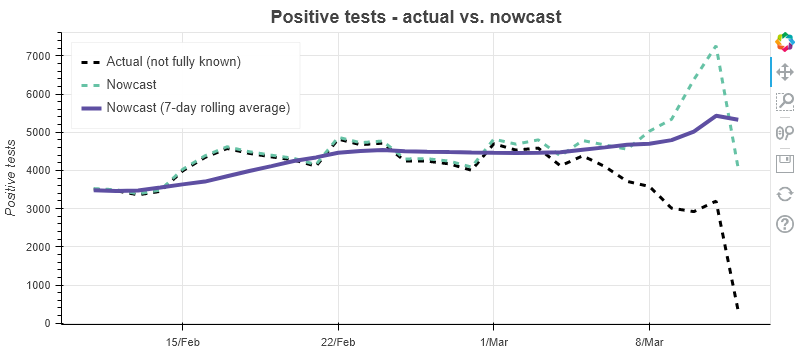 Positive tests - actual vs. nowcast
Actual (not fully known)
Nowcast
Nowcast (7-day rolling average)
Positive tests
7000
6000
5000
4000
3000
2000
1000
0
15/Feb
22/Feb
1/Mar
8/Mar